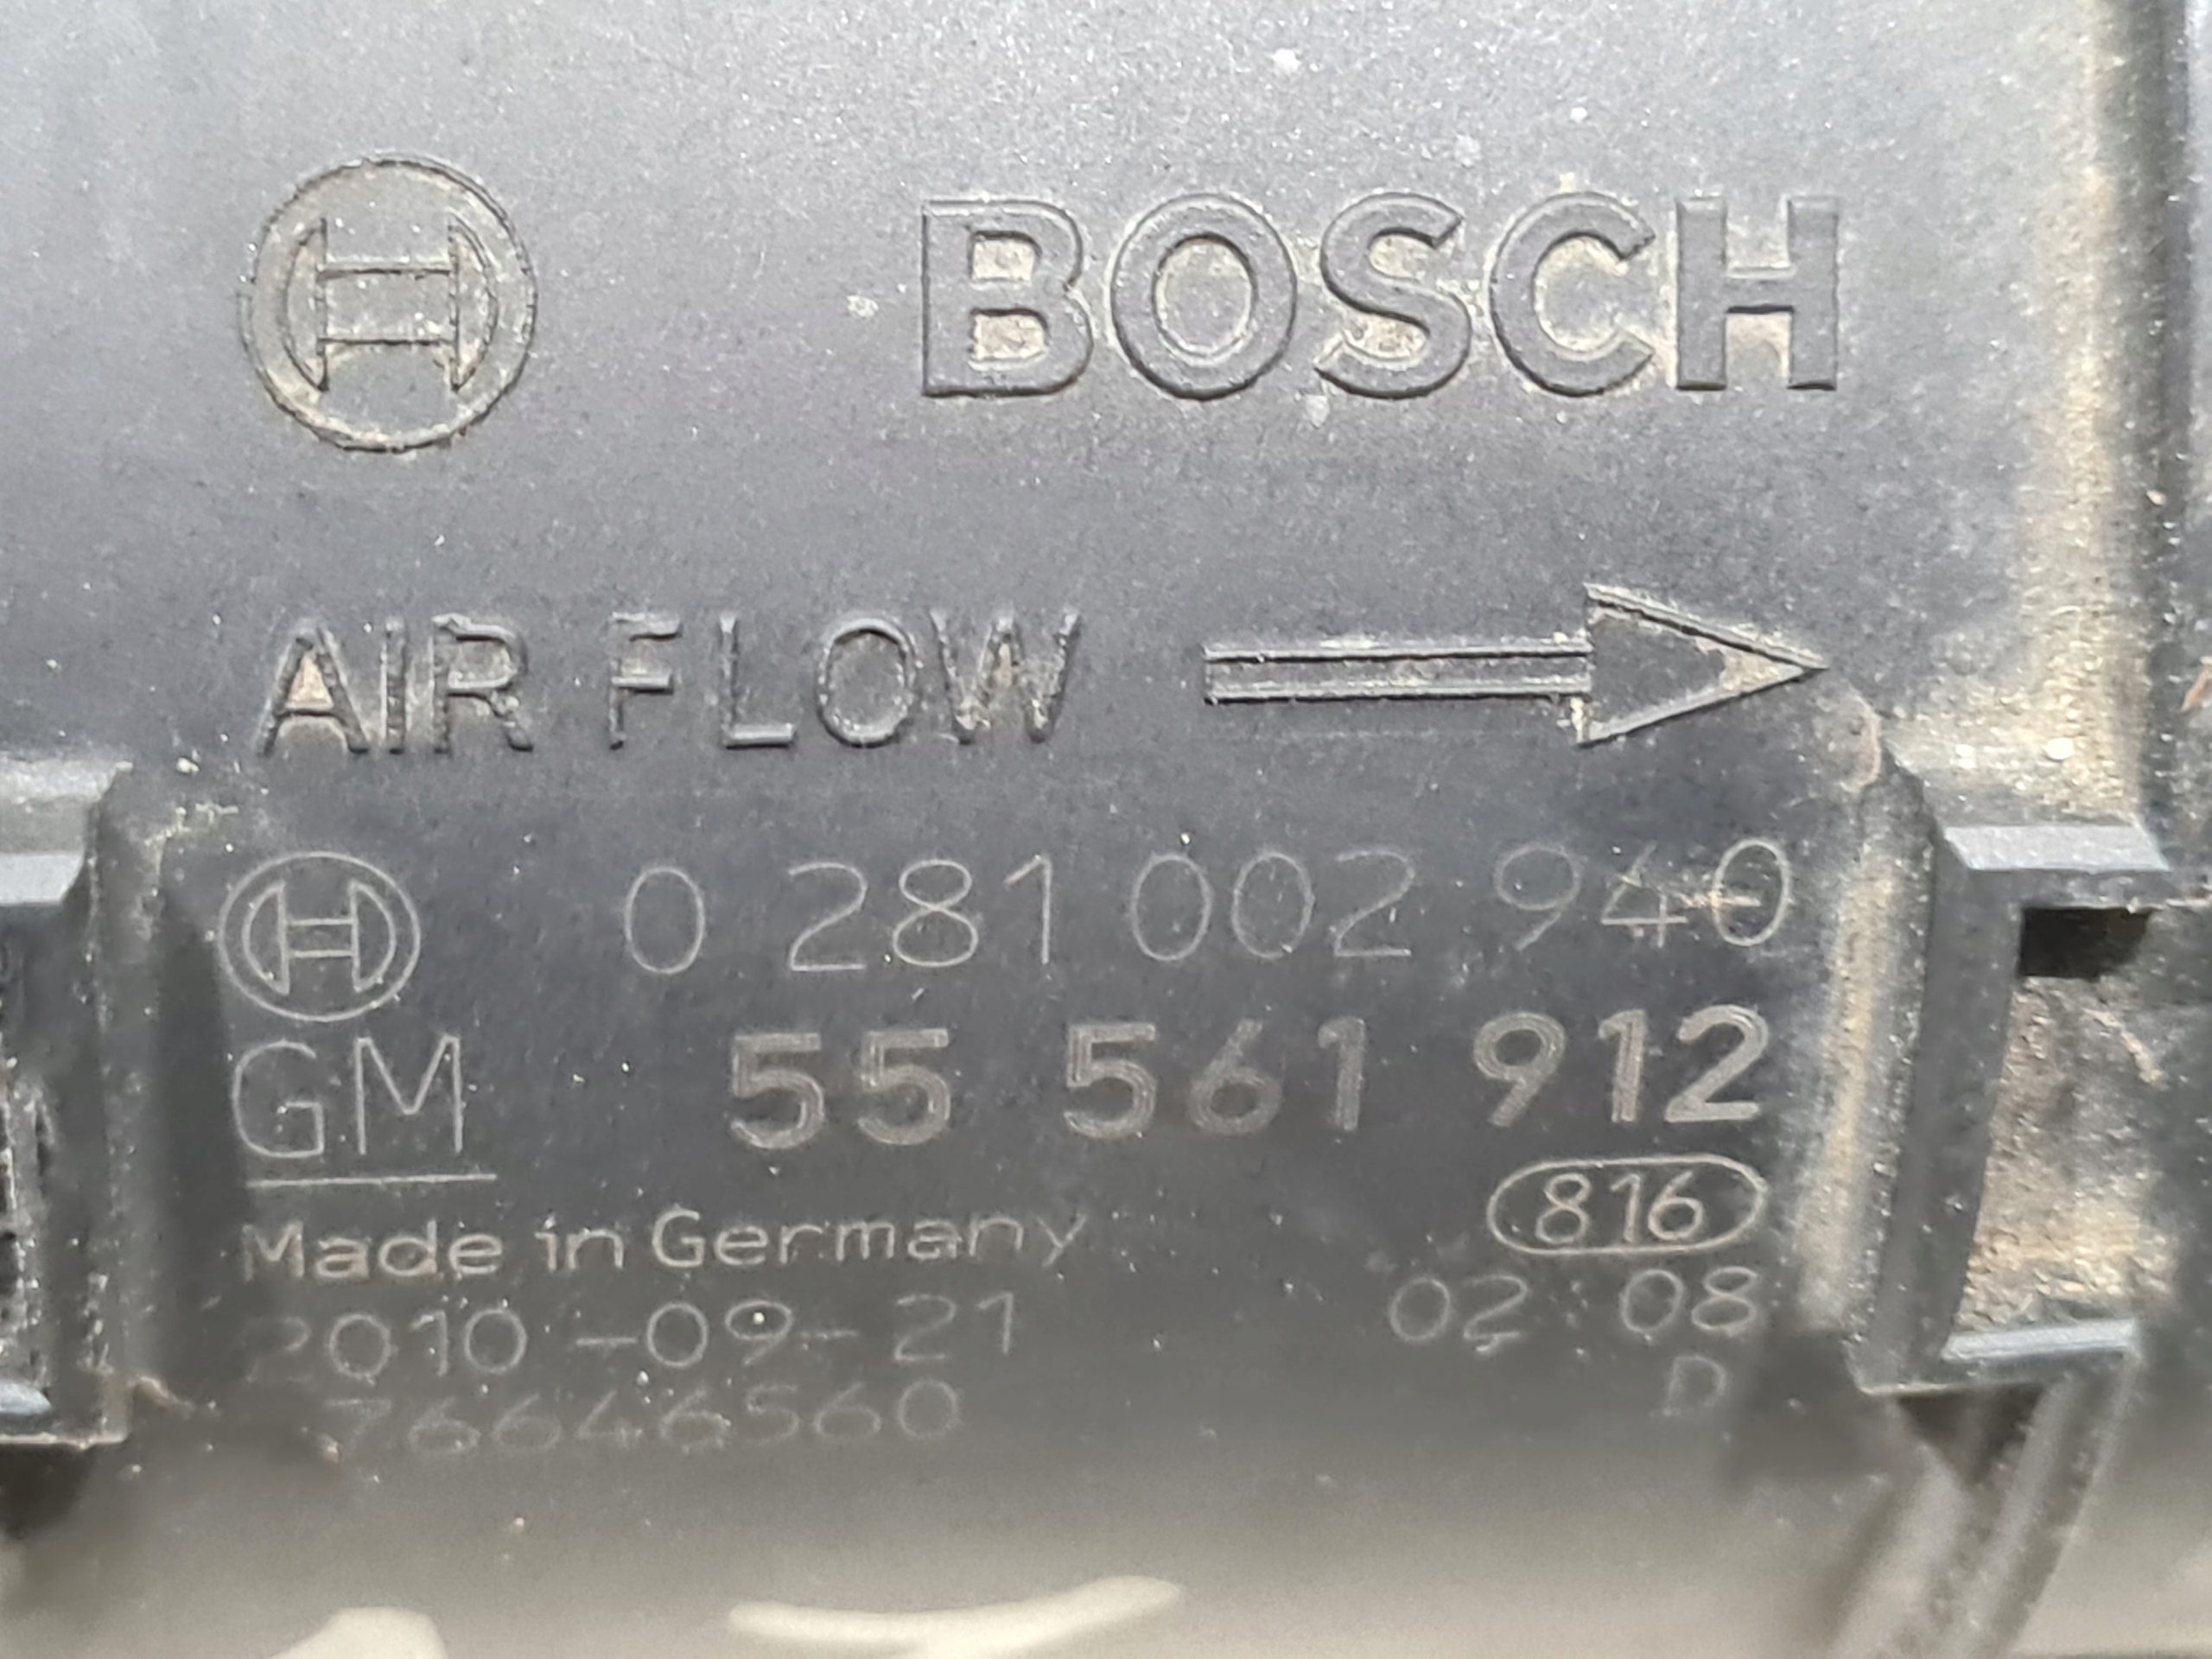 BOSCH
AIR FLOW
0 281 002 940
GM 55 561 912
816
Made in Germany
2010-09-21 02:08
76646560 D